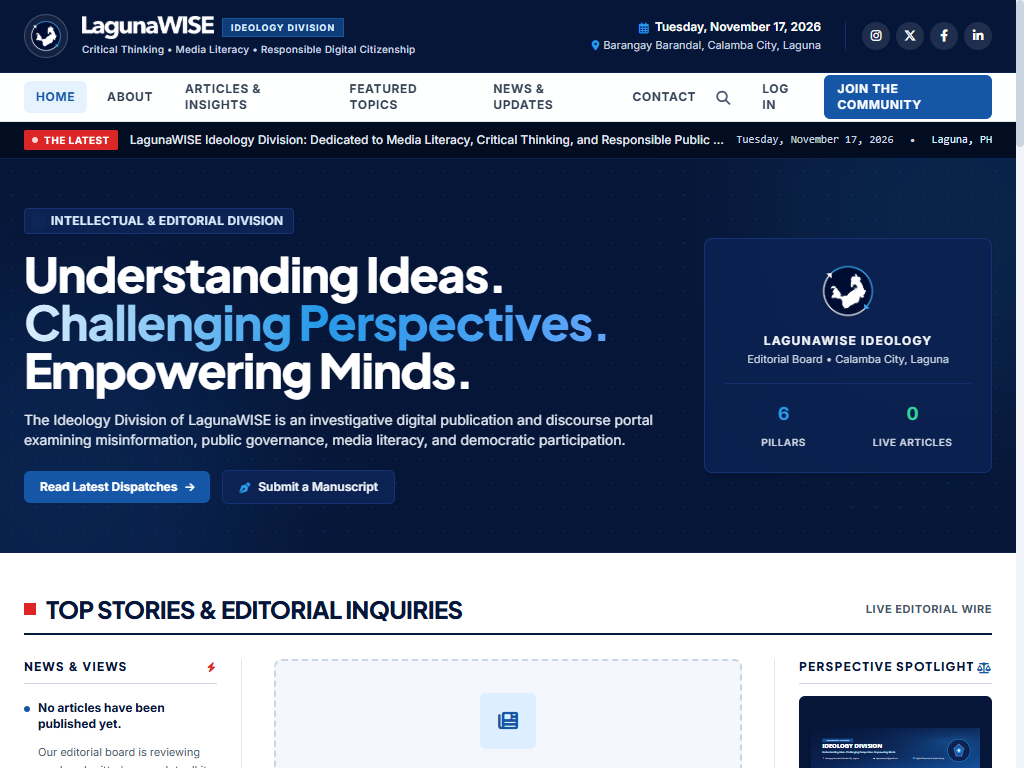 LagunaWISE IDEOLOGY DIVISION
Critical Thinking • Media Literacy • Responsible Digital Citizenship
Tuesday, November 17, 2026
Barangay Barandal, Calamba City, Laguna
HOME
ABOUT
ARTICLES &
INSIGHTS
FEATURED
TOPICS
NEWS &
UPDATES
CONTACT
LOG
IN
JOIN THE
COMMUNITY
THE LATEST
LagunaWISE Ideology Division: Dedicated to Media Literacy, Critical Thinking, and Responsible Public ...
Tuesday, November 17, 2026 • Laguna, PH
INTELLECTUAL & EDITORIAL DIVISION
Understanding Ideas.
Challenging Perspectives.
Empowering Minds.
The Ideology Division of LagunaWISE is an investigative digital publication and discourse portal
examining misinformation, public governance, media literacy, and democratic participation.
Read Latest Dispatches →
Submit a Manuscript
LAGUNAWISE IDEOLOGY
Editorial Board • Calamba City, Laguna
6
PILLARS
0
LIVE ARTICLES
TOP STORIES & EDITORIAL INQUIRIES
LIVE EDITORIAL WIRE
NEWS & VIEWS
No articles have been
published yet.
Our editorial board is reviewing
PERSPECTIVE SPOTLIGHT
IDEOLOGY DIVISION